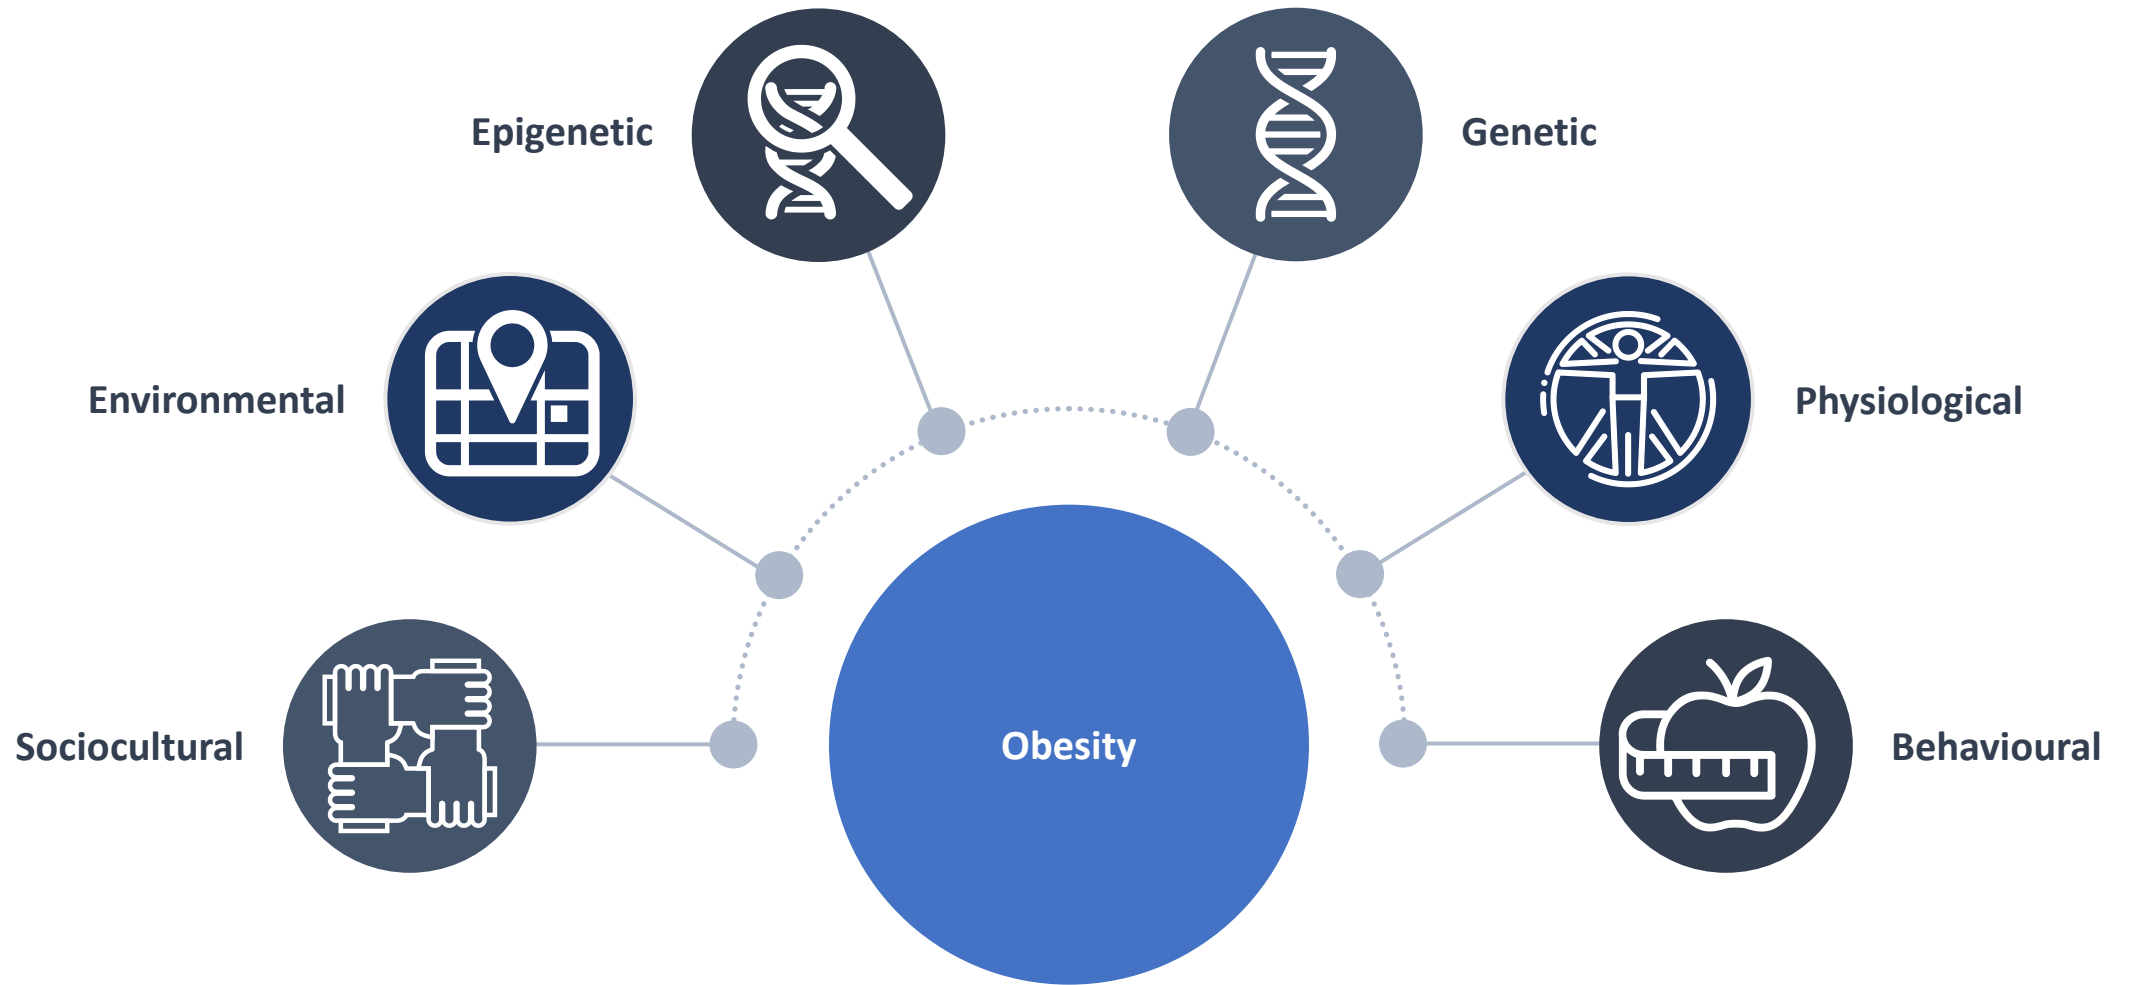 Epigenetic
Genetic
Environmental
Physiological
Sociocultural
Obesity
Behavioural